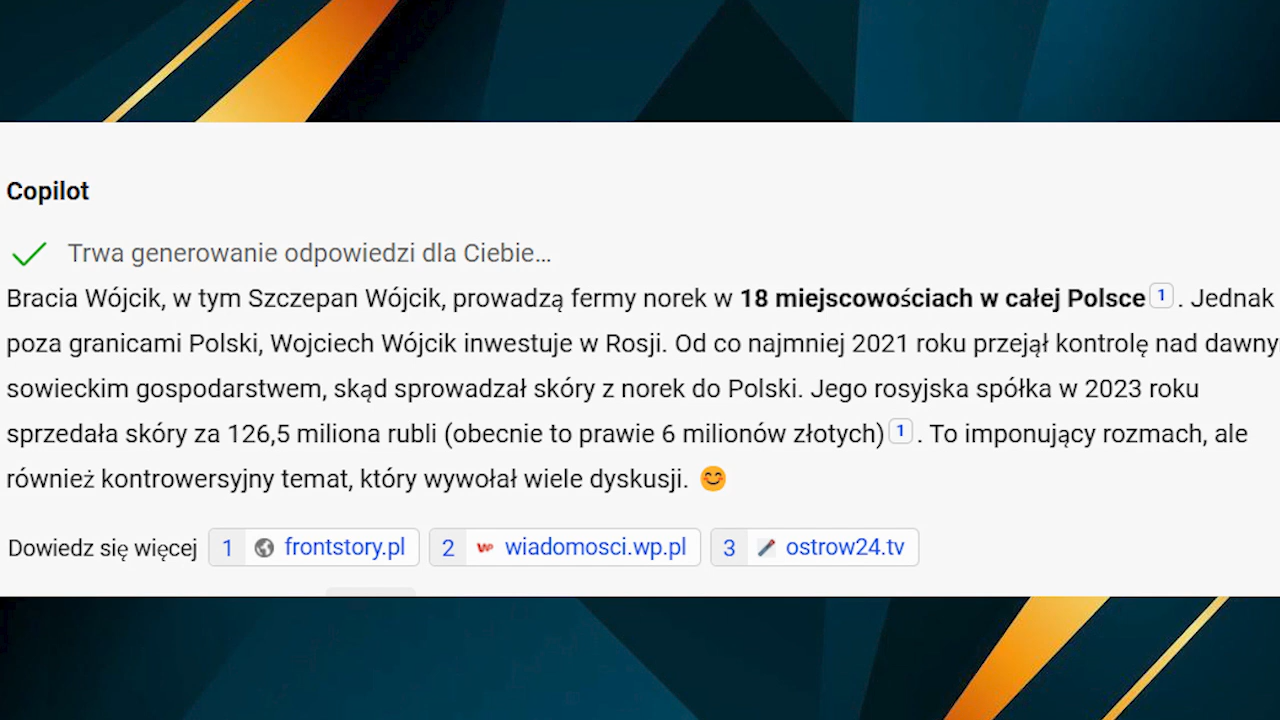 Copilot
Trwa generowanie odpowiedzi dla Ciebie…
Bracia Wójcik, w tym Szczepan Wójcik, prowadzą fermy norek w 18 miejscowościach w całej Polsce 1 . Jednak
poza granicami Polski, Wojciech Wójcik inwestuje w Rosji. Od co najmniej 2021 roku przejął kontrolę nad dawny
sowieckim gospodarstwem, skąd sprowadzał skóry z norek do Polski. Jego rosyjska spółka w 2023 roku
sprzedała skóry za 126,5 miliona rubli (obecnie to prawie 6 milionów złotych) 1 . To imponujący rozmach, ale
również kontrowersyjny temat, który wywołał wiele dyskusji. 😊
Dowiedz się więcej 1 frontstory.pl 2 wiadomosci.wp.pl 3 ostrow24.tv